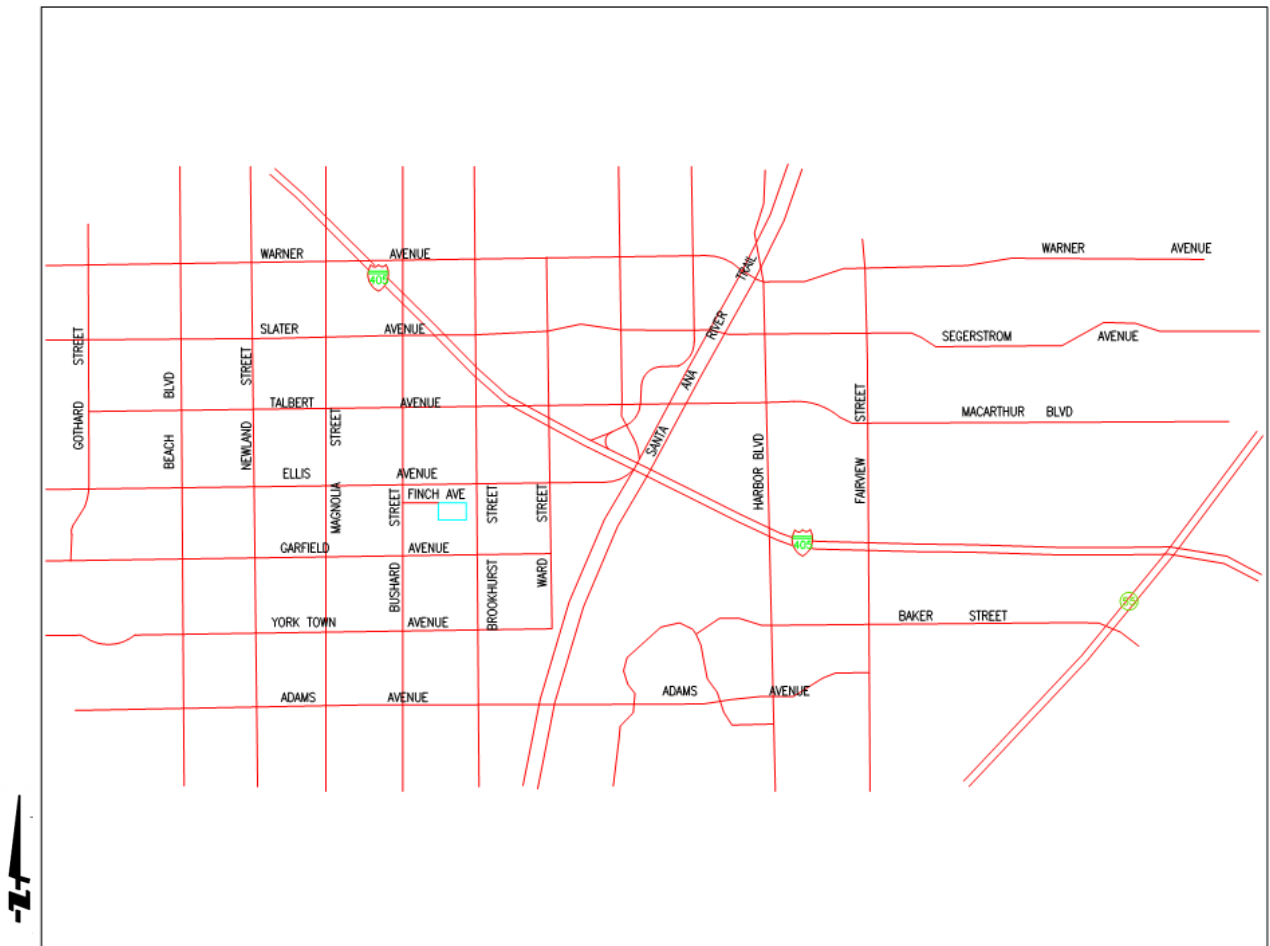 WARNER AVENUE
WARNER AVENUE
405
TRAIL
SLATER AVENUE
RIVER
SEGERSTROM AVENUE
GOTHARD STREET
BEACH BLVD
NEWLAND STREET
TALBERT AVENUE
ANA
MACARTHUR BLVD
MAGNOLIA STREET
SANTA
HARBOR BLVD
FAIRVIEW STREET
ELLIS AVENUE
FINCH AVE
BUSHARD STREET
BROOKHURST STREET
WARD STREET
GARFIELD AVENUE
405
55
YORK TOWN AVENUE
BAKER STREET
ADAMS AVENUE
ADAMS AVENUE
N